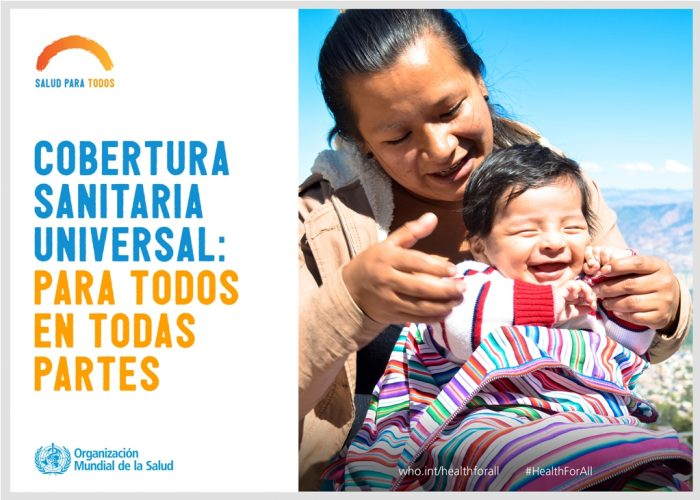 SALUD PARA TODOS
COBERTURA
SANITARIA
UNIVERSAL:
PARA TODOS
EN TODAS
PARTES
Organización
Mundial de la Salud
who.int/healthforall #HealthForAll